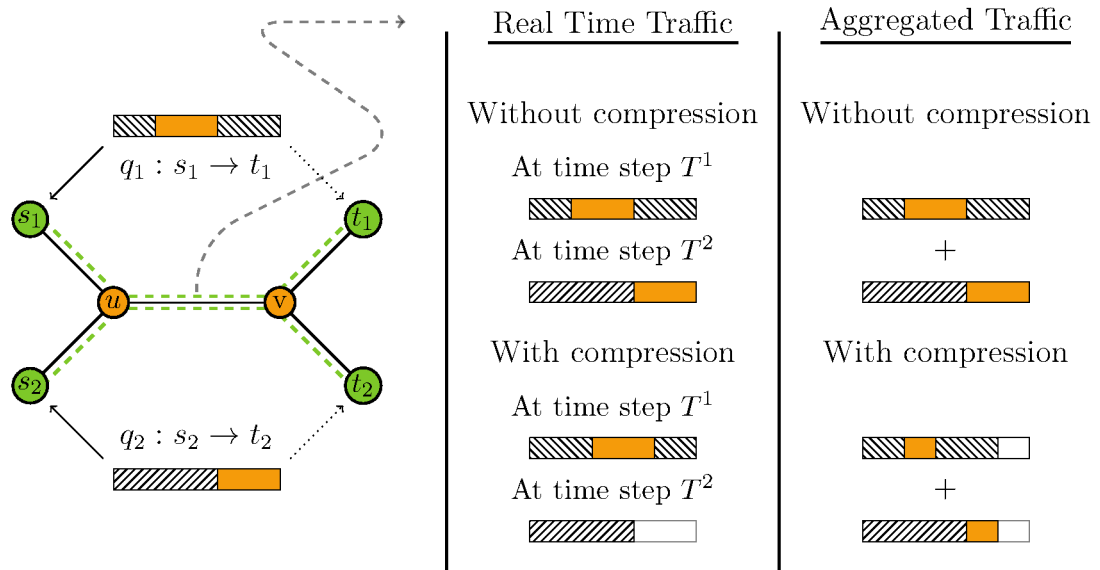 Real Time Traffic
Aggregated Traffic
Without compression
Without compression
At time step T¹
q₁ : s₁ → t₁
s₁
t₁
At time step T²
+
u
v
With compression
With compression
s₂
t₂
At time step T¹
q₂ : s₂ → t₂
At time step T²
+